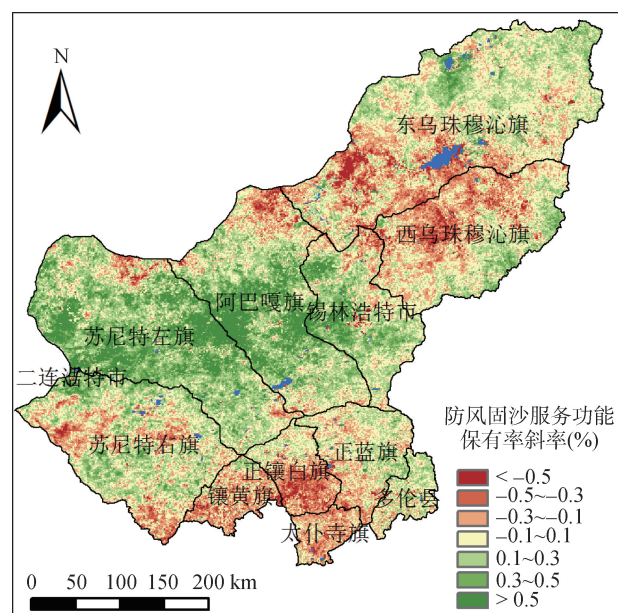 N
东乌珠穆沁旗
西乌珠穆沁旗
阿巴嘎旗
锡林浩特市
苏尼特左旗
二连浩特市
苏尼特右旗
正蓝旗
正镶白旗
镶黄旗
多伦县
太仆寺旗
防风固沙服务功能
保有率斜率(%)
< –0.5
–0.5~–0.3
–0.3~–0.1
–0.1~0.1
0.1~0.3
0.3~0.5
> 0.5
0 50 100 150 200 km